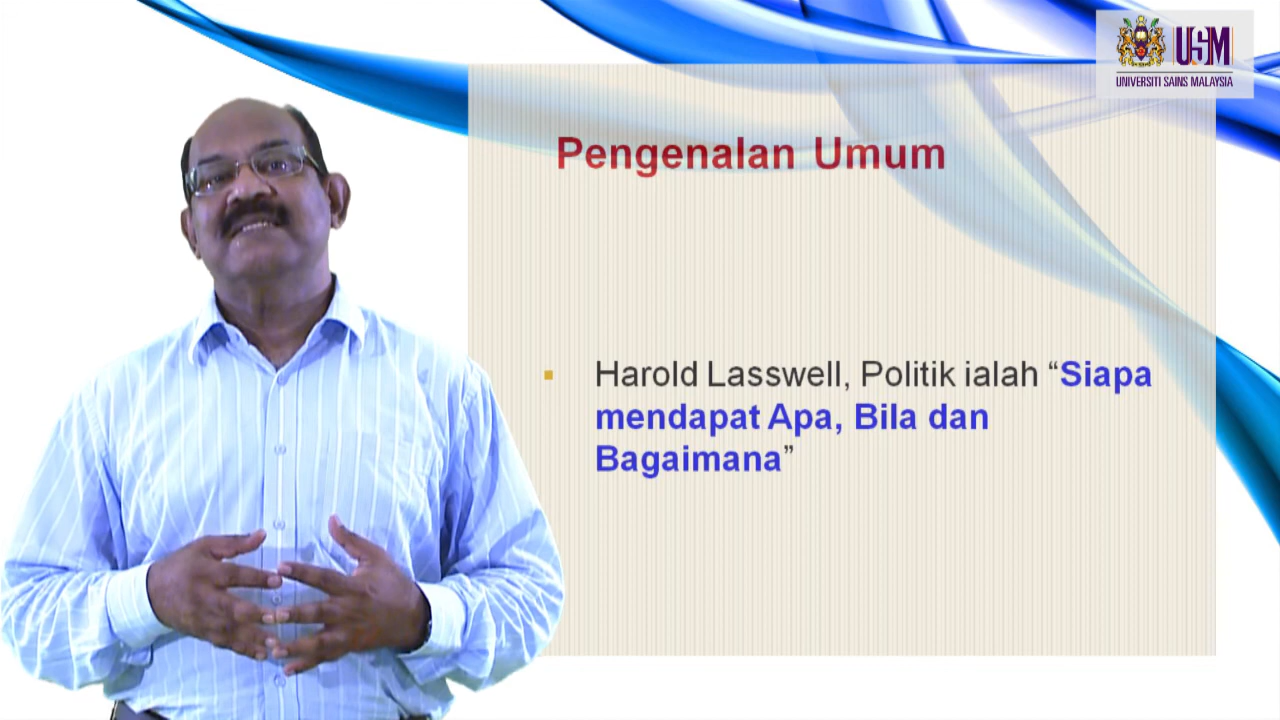 USM
UNIVERSITI SAINS MALAYSIA
Pengenalan Umum
Harold Lasswell, Politik ialah “Siapa
mendapat Apa, Bila dan
Bagaimana”